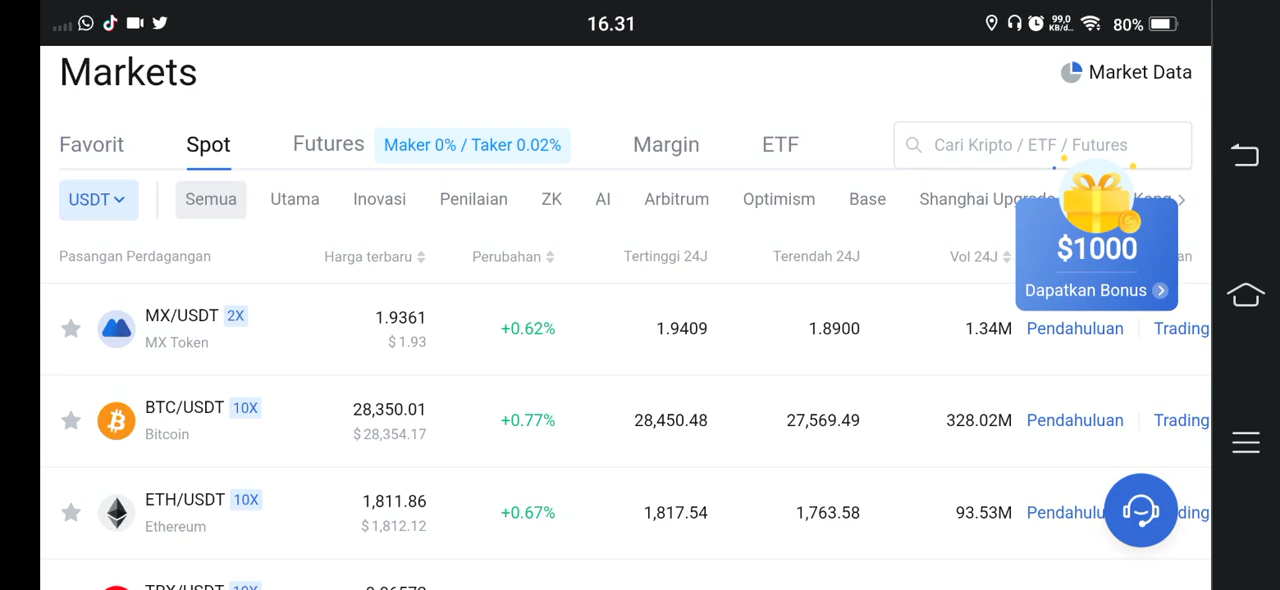 16.31
99,0
KB/d...
80%
Markets
Market Data
Favorit Spot Futures Maker 0% / Taker 0.02% Margin ETF
Cari Kripto / ETF / Futures
USDT Semua Utama Inovasi Penilaian ZK AI Arbitrum Optimism Base Shanghai Upgrade
$1000
Dapatkan Bonus
Pasangan Perdagangan Harga terbaru Perubahan Tertinggi 24J Terendah 24J Vol 24J an
MX/USDT 2X
MX Token
1.9361
$ 1.93
+0.62% 1.9409 1.8900 1.34M Pendahuluan Trading
BTC/USDT 10X
Bitcoin
28,350.01
$ 28,354.17
+0.77% 28,450.48 27,569.49 328.02M Pendahuluan Trading
ETH/USDT 10X
Ethereum
1,811.86
$ 1,812.12
+0.67% 1,817.54 1,763.58 93.53M Pendahulu ding